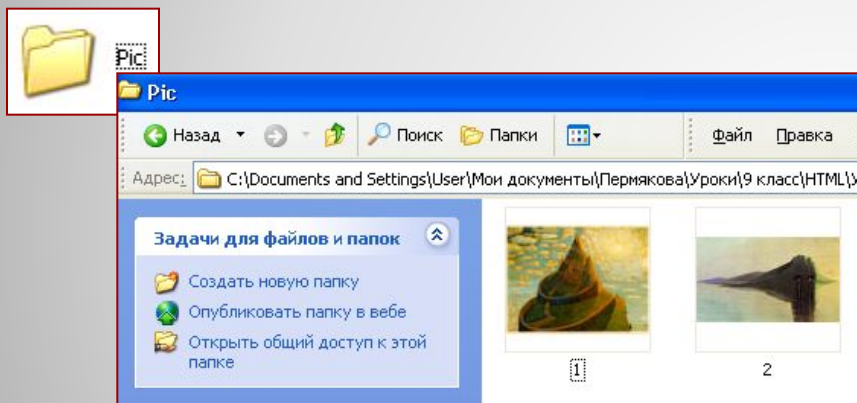 Pic
Pic
Назад Поиск Папки Файл Правка
Адрес: C:\Documents and Settings\User\Мои документы\Пермякова\Уроки\9 класс\HTML\У
Задачи для файлов и папок
Создать новую папку
Опубликовать папку в вебе
Открыть общий доступ к этой
папке
1 2